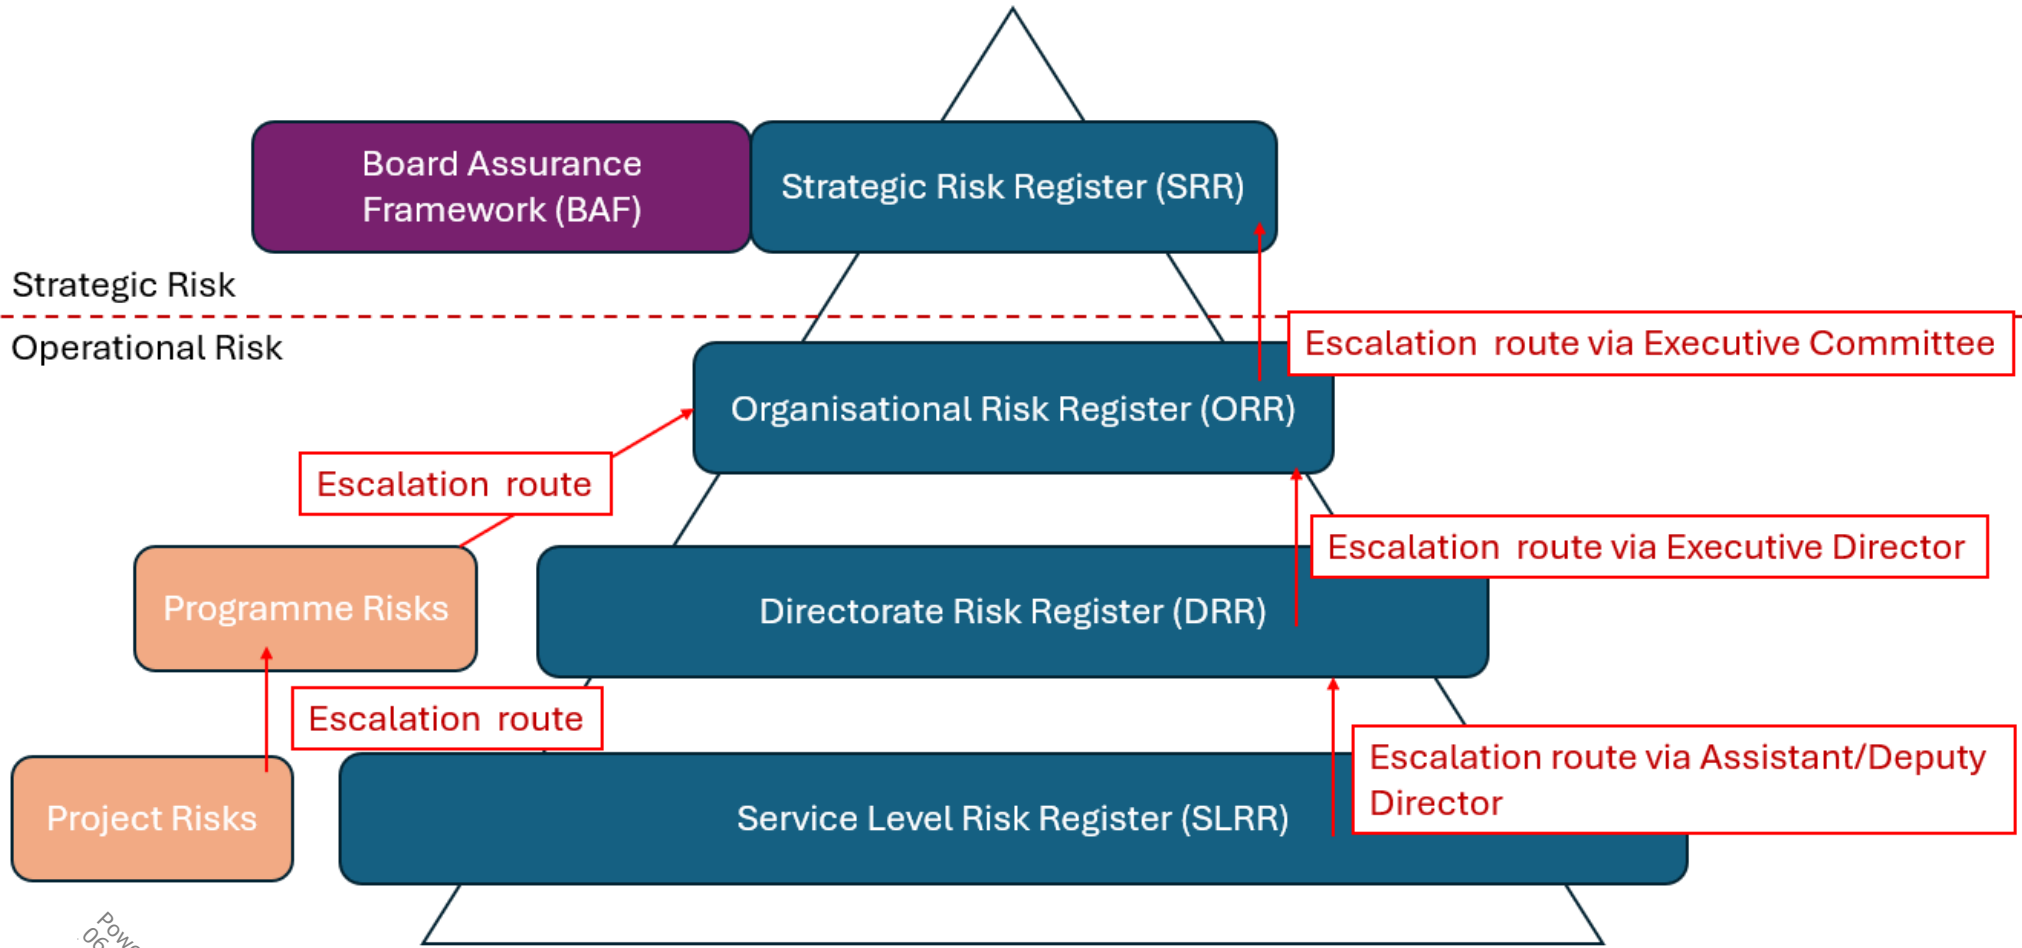 Board Assurance
Framework (BAF)
Strategic Risk Register (SRR)
Strategic Risk
Operational Risk
Escalation route via Executive Committee
Organisational Risk Register (ORR)
Escalation route
Escalation route via Executive Director
Programme Risks
Directorate Risk Register (DRR)
Escalation route
Escalation route via Assistant/Deputy
Director
Project Risks
Service Level Risk Register (SLRR)